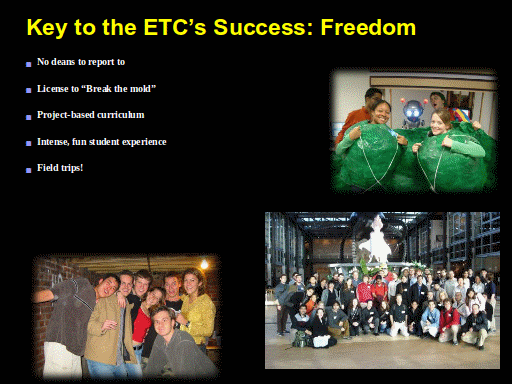 Key to the ETC’s Success: Freedom
No deans to report to
License to “Break the mold”
Project-based curriculum
Intense, fun student experience
Field trips!